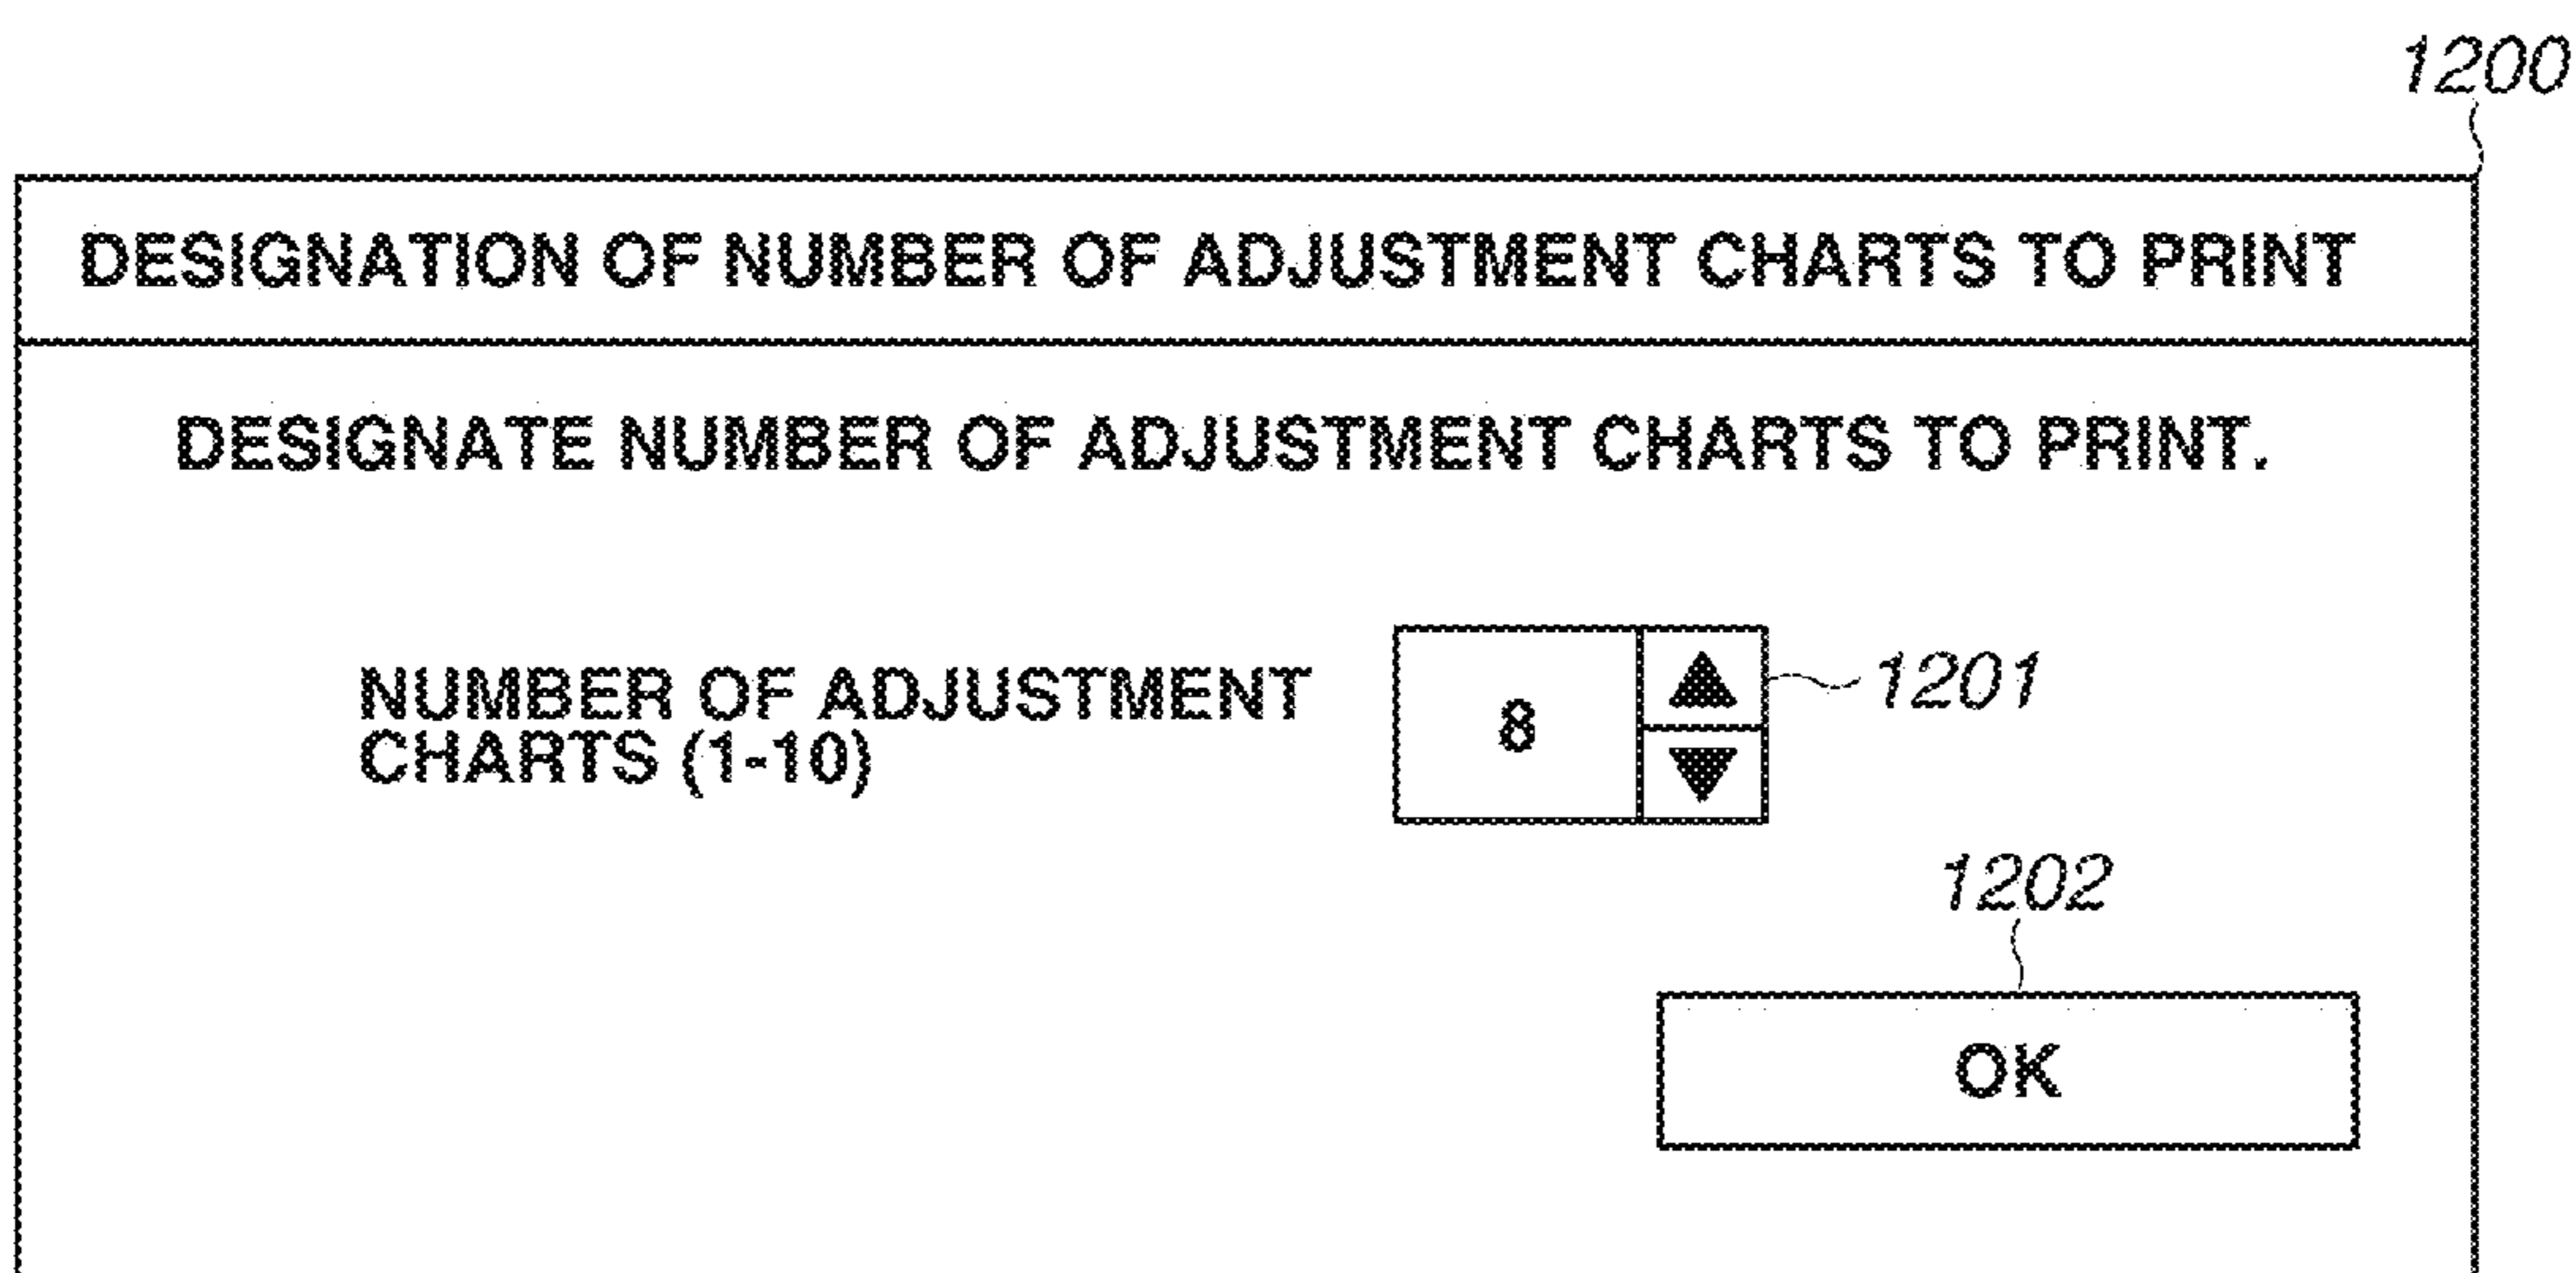 1200
DESIGNATION OF NUMBER OF ADJUSTMENT CHARTS TO PRINT
DESIGNATE NUMBER OF ADJUSTMENT CHARTS TO PRINT.
NUMBER OF ADJUSTMENT
CHARTS (1-10)
8
1201
1202
OK